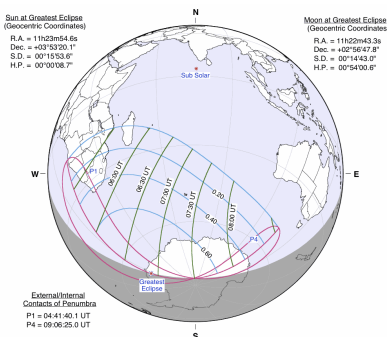 Sun at Greatest Eclipse
(Geocentric Coordinates)
R.A. = 11h23m54.6s
Dec. = +03°53'20.1"
S.D. = 00°15'53.6"
H.P. = 00°00'08.7"
N
Moon at Greatest Eclipse
(Geocentric Coordinates)
R.A. = 11h22m43.3s
Dec. = +02°56'47.8"
S.D. = 00°14'43.0"
H.P. = 00°54'00.6"
Sub Solar
W
E
P1
06:00 UT
06:30 UT
07:00 UT
07:30 UT
08:00 UT
0.20
0.40
0.60
P4
Greatest
Eclipse
External/Internal
Contacts of Penumbra
P1 = 04:41:40.1 UT
P4 = 09:06:25.0 UT
S